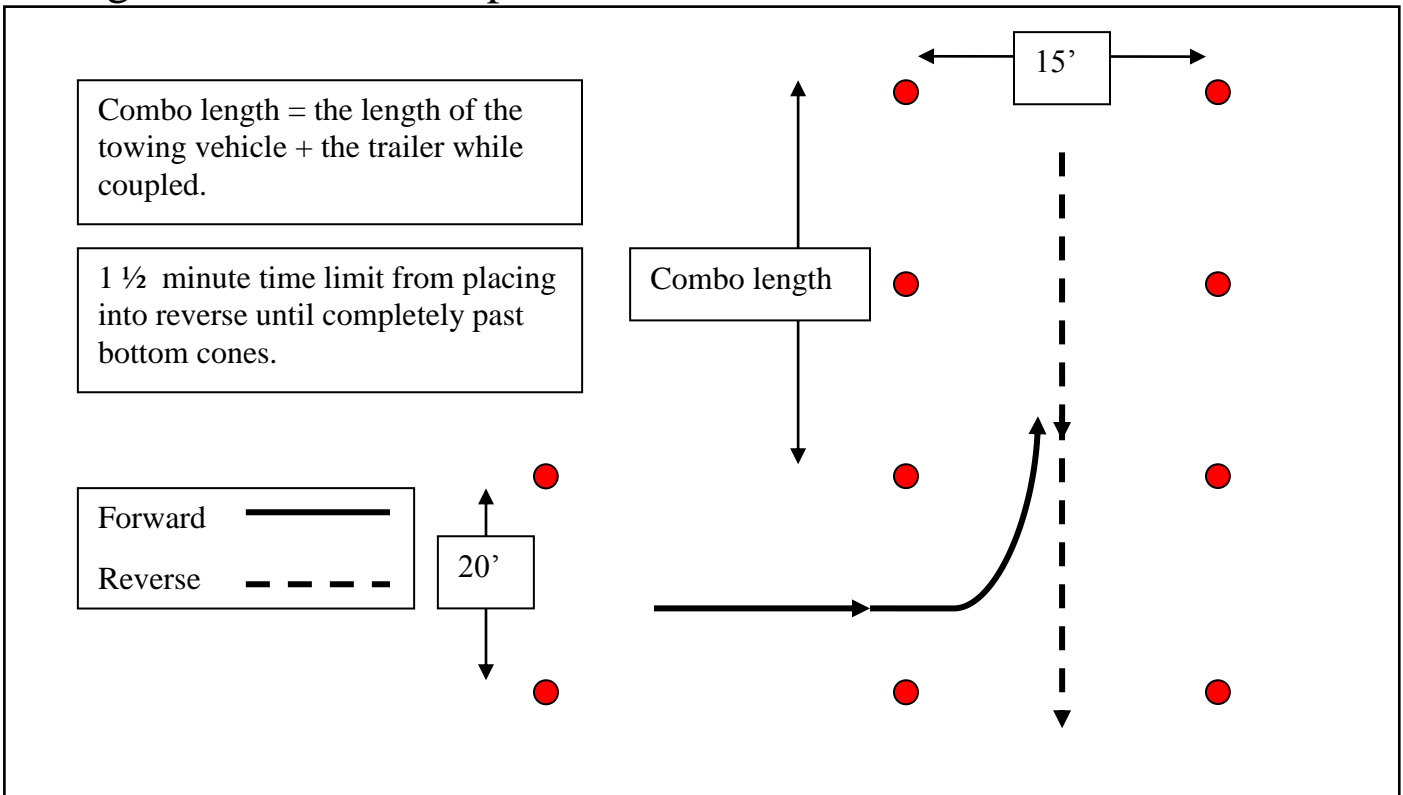 15’
Combo length = the length of the
towing vehicle + the trailer while
coupled.
1 ½ minute time limit from placing
into reverse until completely past
bottom cones.
Combo length
Forward
Reverse
20’